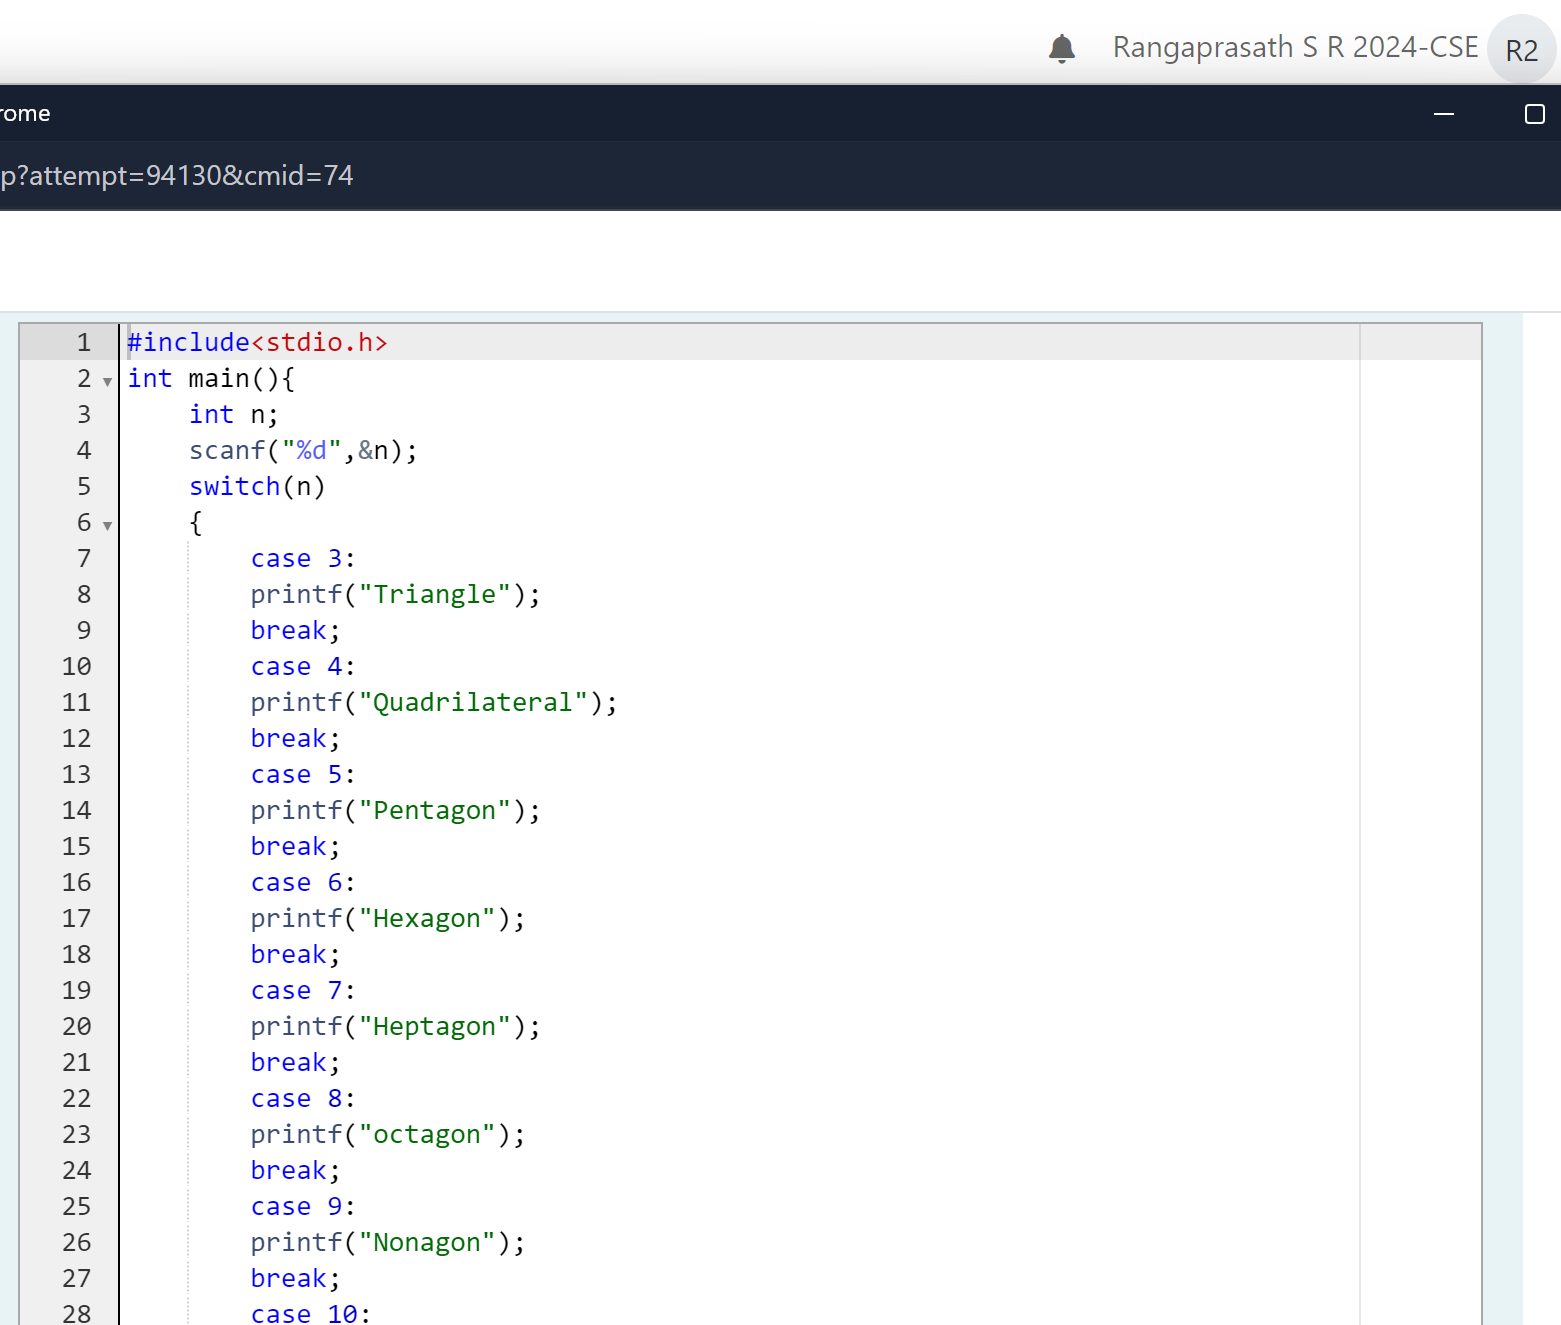 Rangaprasath S R 2024-CSE R2
rome
p?attempt=94130&cmid=74
1 #include<stdio.h>
2 int main(){
3 int n;
4 scanf("%d",&n);
5 switch(n)
6 {
7 case 3:
8 printf("Triangle");
9 break;
10 case 4:
11 printf("Quadrilateral");
12 break;
13 case 5:
14 printf("Pentagon");
15 break;
16 case 6:
17 printf("Hexagon");
18 break;
19 case 7:
20 printf("Heptagon");
21 break;
22 case 8:
23 printf("octagon");
24 break;
25 case 9:
26 printf("Nonagon");
27 break;
28 case 10: